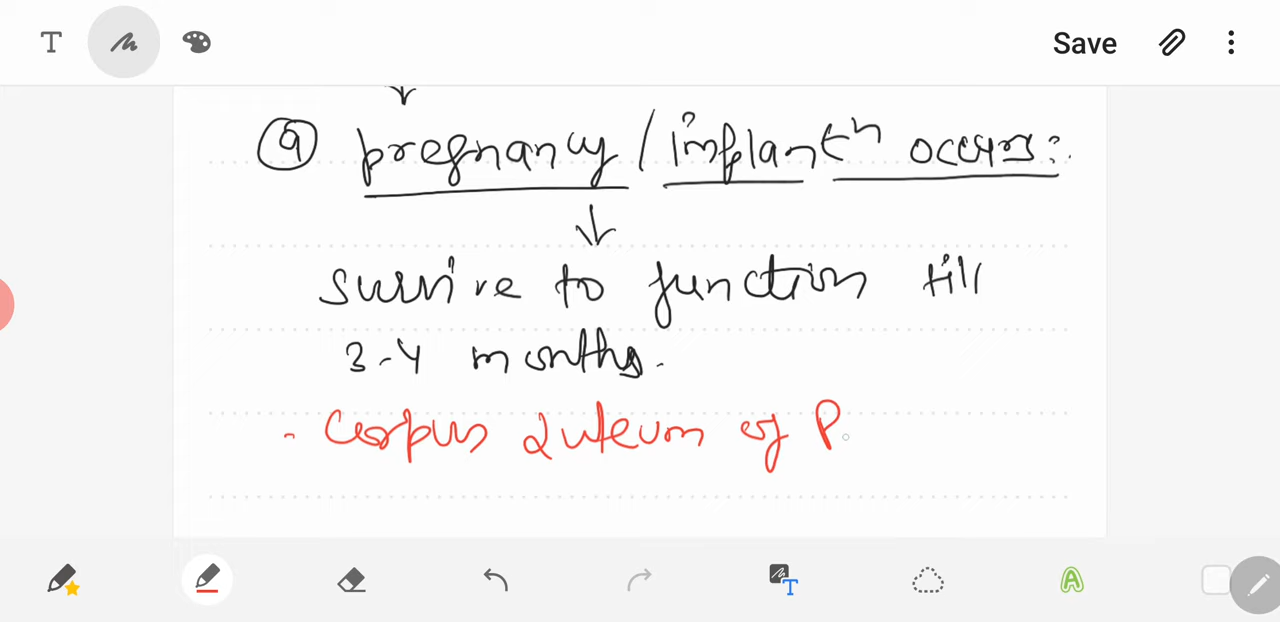 T Save
ⓐ pregnancy / implantⁿ occurs:
survive to function till
3-4 months.
- Corpus Luteum of P
T
A